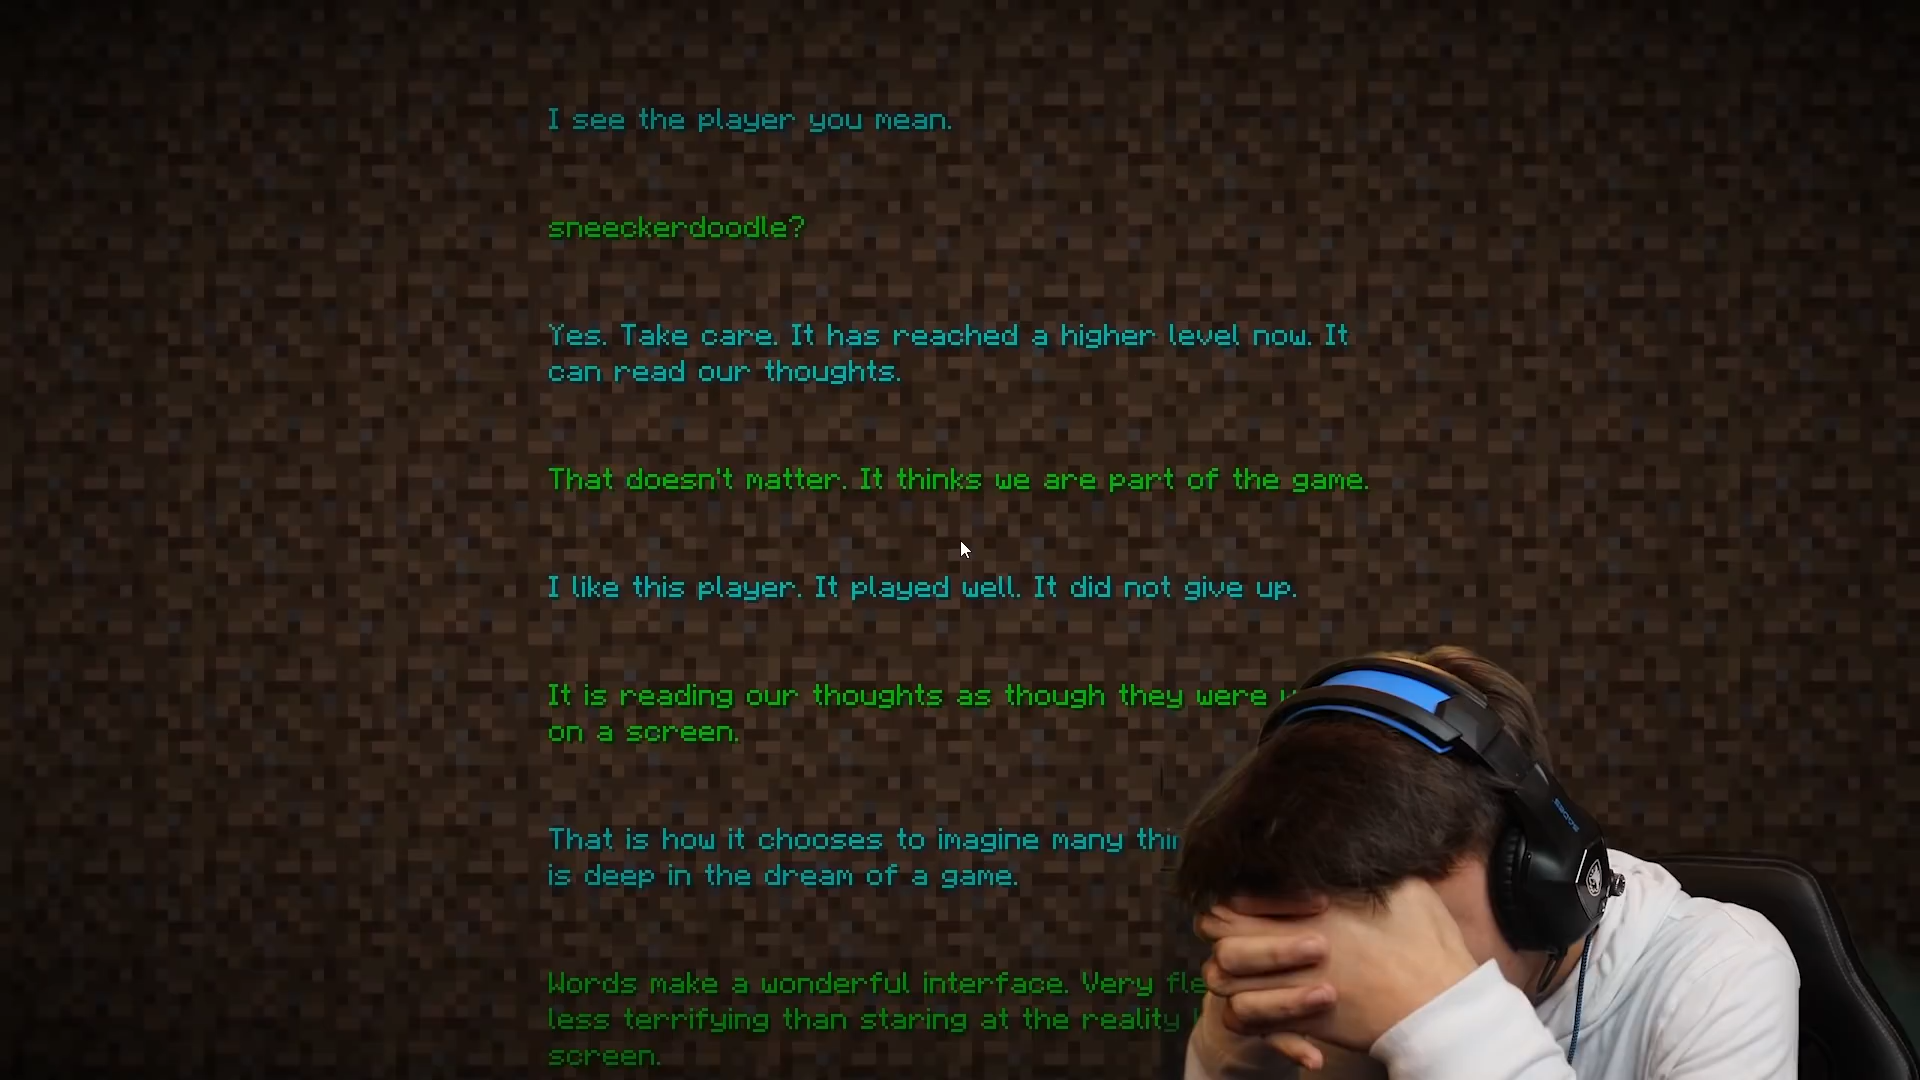 I see the player you mean.
sneeckerdoodle?
Yes. Take care. It has reached a higher level now. It
can read our thoughts.
That doesn't matter. It thinks we are part of the game.
I like this player. It played well. It did not give up.
It is reading our thoughts as though they were
on a screen.
That is how it chooses to imagine many
is deep in the dream of a game.
Words make a wonderful interface. Very
less terrifying than staring at the reality
screen.
SADES